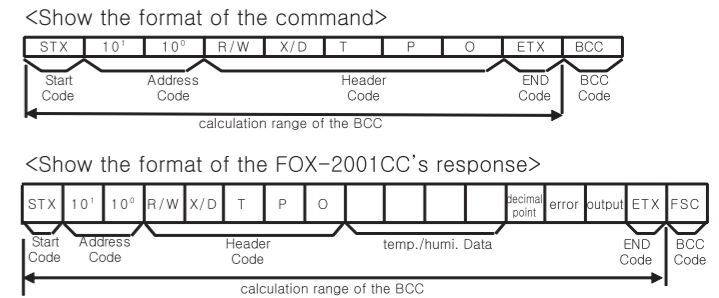 <Show the format of the command>
STX 10¹ 10⁰ R/W X/D T P O ETX BCC
Start Address Header END BCC
Code Code Code Code Code
calculation range of the BCC
<Show the format of the FOX-2001CC's response>
STX 10¹ 10⁰ R/W X/D T P O decimal point error output ETX FSC
Start Address Header temp./humi. Data END BCC
Code Code Code Code Code
calculation range of the BCC